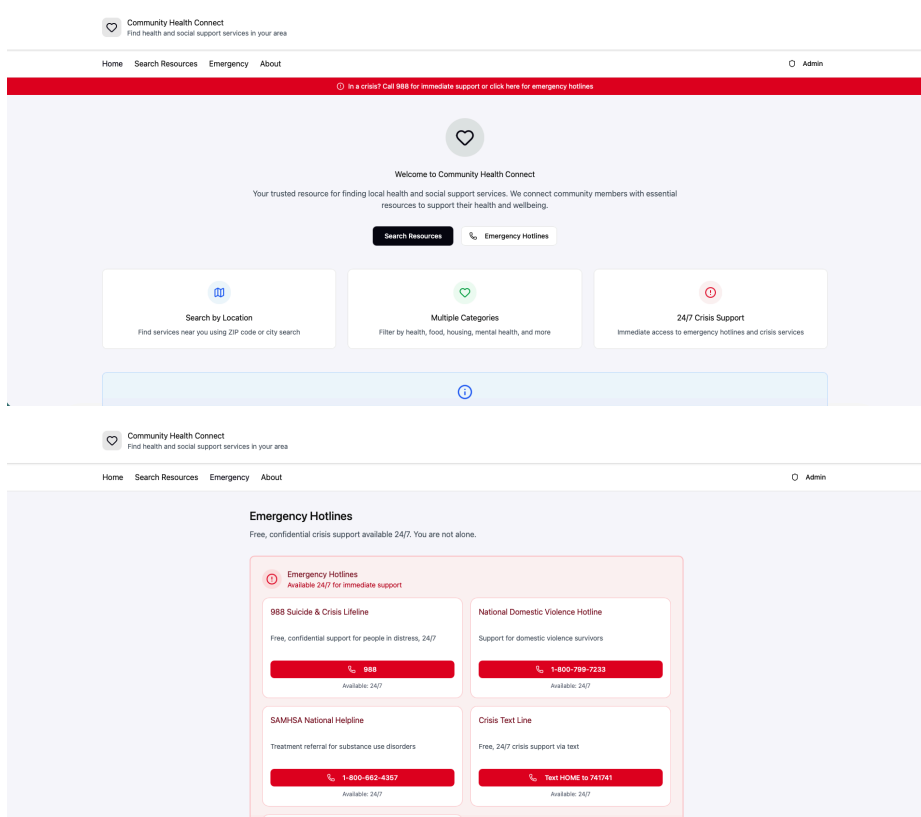 Community Health Connect
Find health and social support services in your area
Home Search Resources Emergency About Admin
In a crisis? Call 988 for immediate support or click here for emergency hotlines
Welcome to Community Health Connect
Your trusted resource for finding local health and social support services. We connect community members with essential
resources to support their health and wellbeing.
Search Resources Emergency Hotlines
Search by Location
Find services near you using ZIP code or city search
Multiple Categories
Filter by health, food, housing, mental health, and more
24/7 Crisis Support
Immediate access to emergency hotlines and crisis services
Community Health Connect
Find health and social support services in your area
Home Search Resources Emergency About Admin
Emergency Hotlines
Free, confidential crisis support available 24/7. You are not alone.
Emergency Hotlines
Available 24/7 for immediate support
988 Suicide & Crisis Lifeline
Free, confidential support for people in distress, 24/7
988
Available: 24/7
National Domestic Violence Hotline
Support for domestic violence survivors
1-800-799-7233
Available: 24/7
SAMHSA National Helpline
Treatment referral for substance use disorders
1-800-662-4357
Available: 24/7
Crisis Text Line
Free, 24/7 crisis support via text
Text HOME to 741741
Available: 24/7